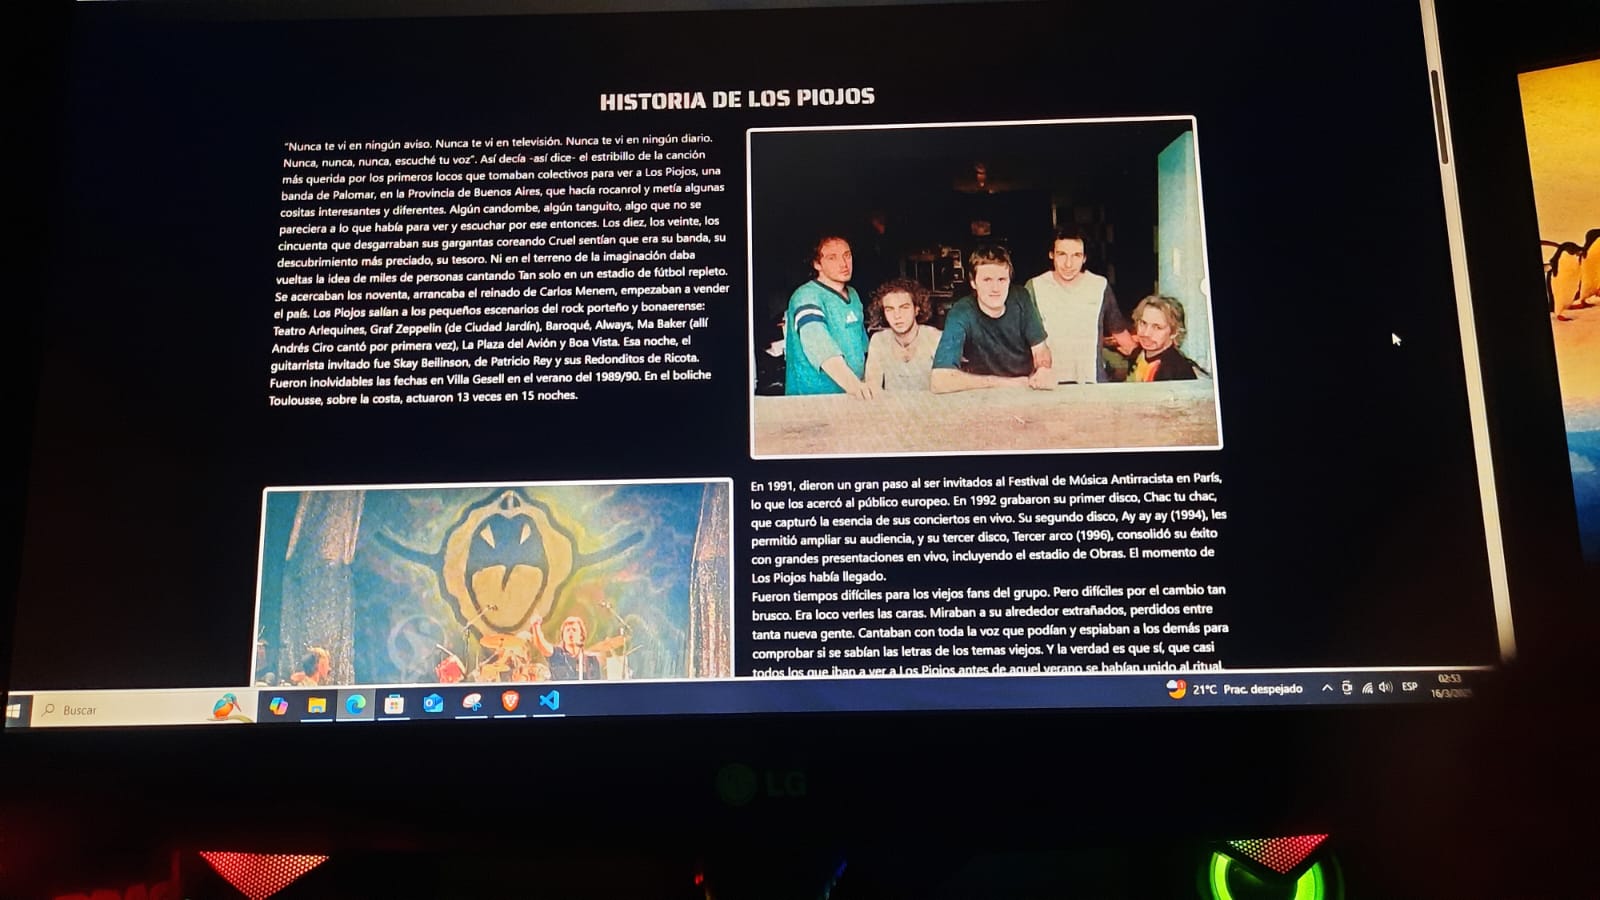 HISTORIA DE LOS PIOJOS
"Nunca te vi en ningún aviso. Nunca te vi en televisión. Nunca te vi en ningún diario.
Nunca, nunca, nunca, escuché tu voz". Así decía -así dice- el estribillo de la canción
más querida por los primeros locos que tomaban colectivos para ver a Los Piojos, una
banda de Palomar, en la Provincia de Buenos Aires, que hacía rocanrol y metía algunas
cositas interesantes y diferentes. Algún candombe, algún tanguito, algo que no se
pareciera a lo que había para ver y escuchar por ese entonces. Los diez, los veinte, los
cincuenta que desgarraban sus gargantas coreando Cruel sentían que era su banda, su
descubrimiento más preciado, su tesoro. Ni en el terreno de la imaginación daba
vueltas la idea de miles de personas cantando Tan solo en un estadio de fútbol repleto.
Se acercaban los noventa, arrancaba el reinado de Carlos Menem, empezaban a vender
el país. Los Piojos salían a los pequeños escenarios del rock porteño y bonaerense:
Teatro Arlequines, Graf Zeppelin (de Ciudad Jardín), Baroqué, Always, Ma Baker (allí
Andrés Ciro cantó por primera vez), La Plaza del Avión y Boa Vista. Esa noche, el
guitarrista invitado fue Skay Beilinson, de Patricio Rey y sus Redonditos de Ricota.
Fueron inolvidables las fechas en Villa Gesell en el verano del 1989/90. En el boliche
Toulousse, sobre la costa, actuaron 13 veces en 15 noches.
En 1991, dieron un gran paso al ser invitados al Festival de Música Antirracista en París,
lo que los acercó al público europeo. En 1992 grabaron su primer disco, Chac tu chac,
que capturó la esencia de sus conciertos en vivo. Su segundo disco, Ay ay ay (1994), les
permitió ampliar su audiencia, y su tercer disco, Tercer arco (1996), consolidó su éxito
con grandes presentaciones en vivo, incluyendo el estadio de Obras. El momento de
Los Piojos había llegado.
Fueron tiempos difíciles para los viejos fans del grupo. Pero difíciles por el cambio tan
brusco. Era loco verles las caras. Miraban a su alrededor extrañados, perdidos entre
tanta nueva gente. Cantaban con toda la voz que podían y espiaban a los demás para
comprobar si se sabían las letras de los temas viejos. Y la verdad es que sí, que casi
todos los que iban a ver a Los Piojos antes de aquel verano se habían unido al ritual.
Buscar
21°C Prac. despejado
ESP
02:53
16/3/
LG